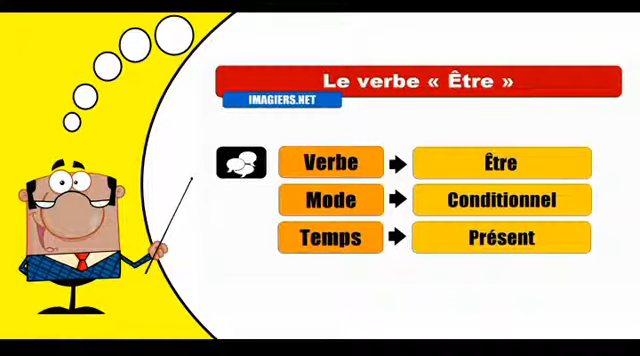 Le verbe « Être »
IMAGIERS.NET
Verbe Être
Mode Conditionnel
Temps Présent